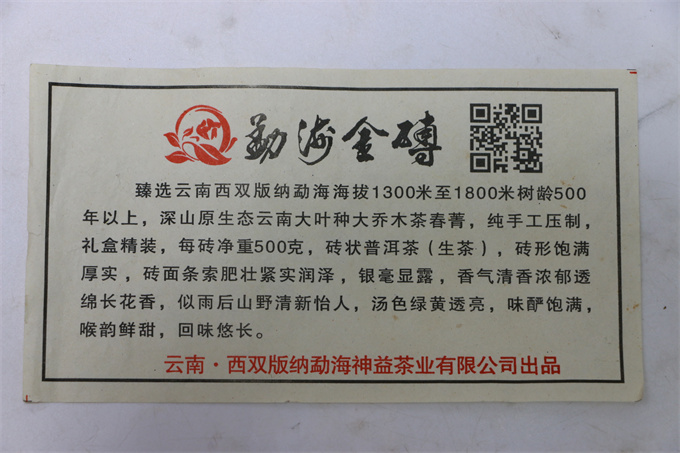 勐海金磚
臻选云南西双版纳勐海海拔1300米至1800米树龄500
年以上，深山原生态云南大叶种大乔木茶春菁，纯手工压制，
礼盒精装，每砖净重500克，砖状普洱茶（生茶），砖形饱满
厚实，砖面条索肥壮紧实润泽，银毫显露，香气清香浓郁透
绵长花香，似雨后山野清新怡人，汤色绿黄透亮，味酽饱满，
喉韵鲜甜，回味悠长。
云南·西双版纳勐海神益茶业有限公司出品